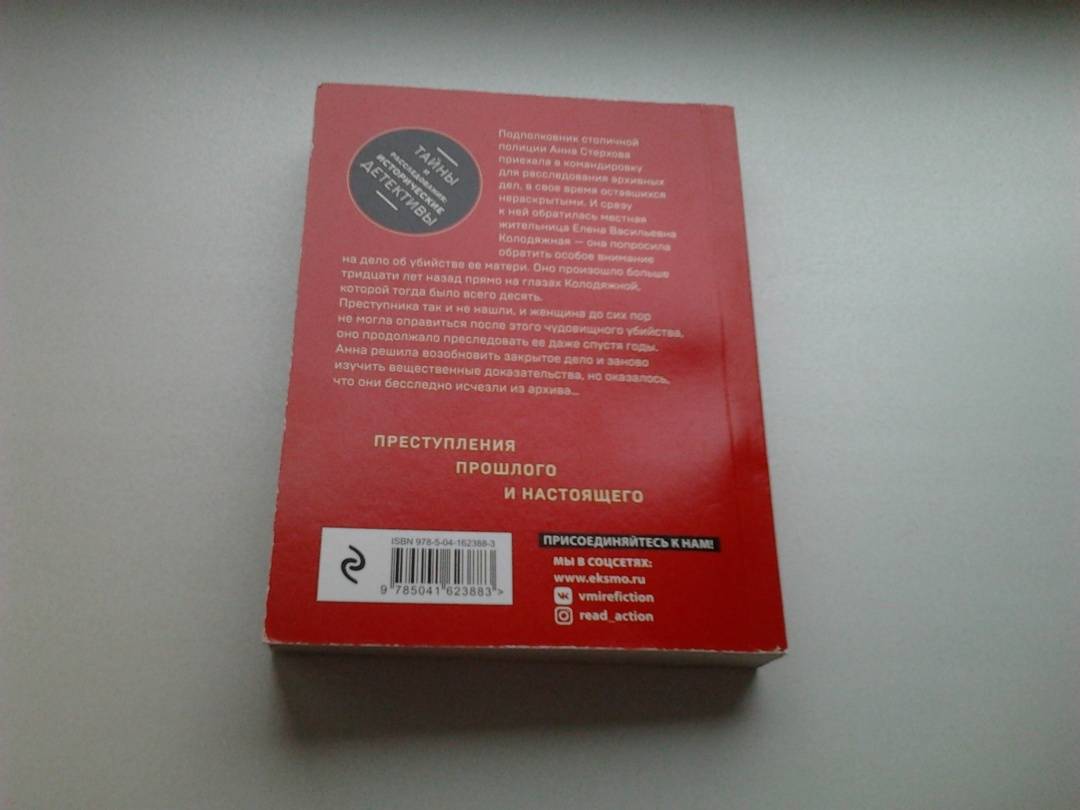 ТАЙНЫ
И
РАССЛЕДОВАНИЯ:
ИСТОРИЧЕСКИЕ
ДЕТЕКТИВЫ
Подполковник столичной
полиции Анна Стерхова
приехала в командировку
для расследования архивных
дел, в свое время оставшихся
нераскрытыми. И сразу
к ней обратилась местная
жительница Елена Васильевна
Колодяжная — она попросила
обратить особое внимание
на дело об убийстве ее матери. Оно произошло больше
тридцати лет назад прямо на глазах Колодяжной,
которой тогда было всего десять.
Преступника так и не нашли, и женщина до сих пор
не могла оправиться после этого чудовищного убийства,
оно продолжало преследовать ее даже спустя годы.
Анна решила возобновить закрытое дело и заново
изучить вещественные доказательства, но оказалось,
что они бесследно исчезли из архива...
ПРЕСТУПЛЕНИЯ
ПРОШЛОГО
И НАСТОЯЩЕГО
ISBN 978-5-04-162388-3
9 785041 623883 >
ПРИСОЕДИНЯЙТЕСЬ К НАМ!
МЫ В СОЦСЕТЯХ:
www.eksmo.ru
vmirefiction
read_action